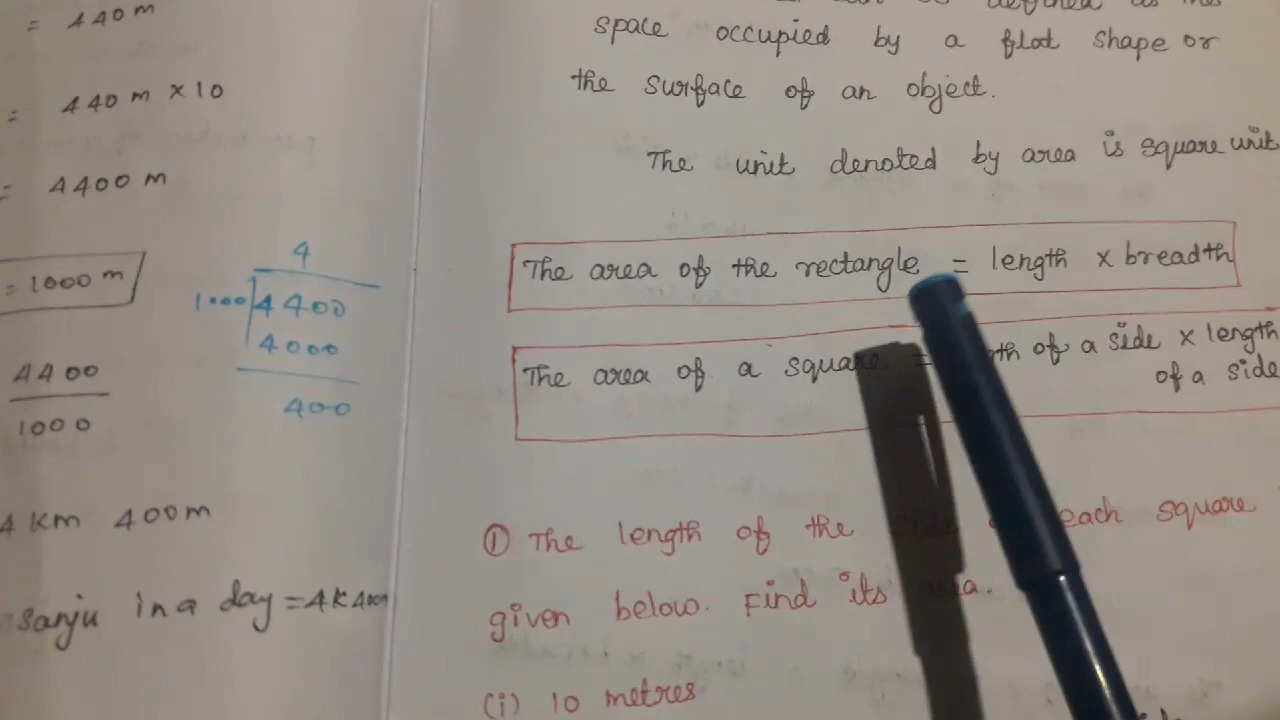 = 440 m
= 440 m × 10
= 4400 m
= 1000 m
4
1000 4400
4000
400
4400
1000
4 Km 400 m
Sanju in a day =
space occupied by a flat shape or
the surface of an object.
The unit denoted by area is square unit
The area of the rectangle = length × breadth
The area of a square = of a side × length
of a side
① The length of the each square
given below. Find its
(i) 10 metres